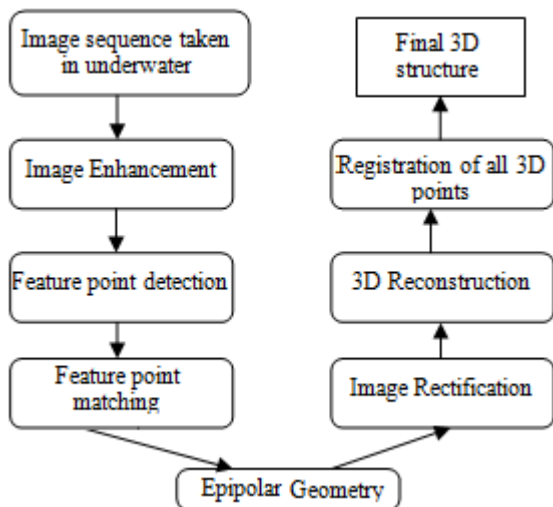 Image sequence taken
in underwater
Image Enhancement
Feature point detection
Feature point
matching
Epipolar Geometry
Image Rectification
3D Reconstruction
Registration of all 3D
points
Final 3D
structure